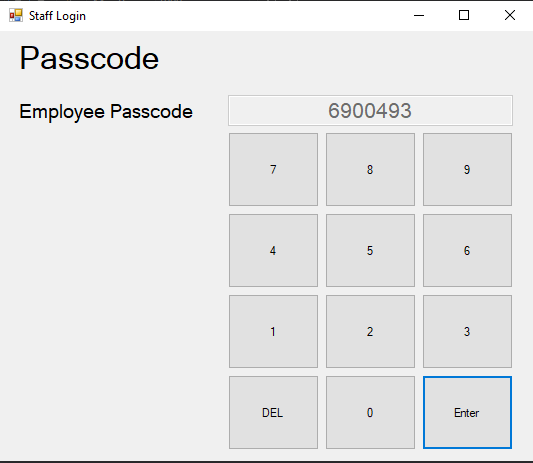 Staff Login
Passcode
Employee Passcode 6900493
7 8 9
4 5 6
1 2 3
DEL 0 Enter